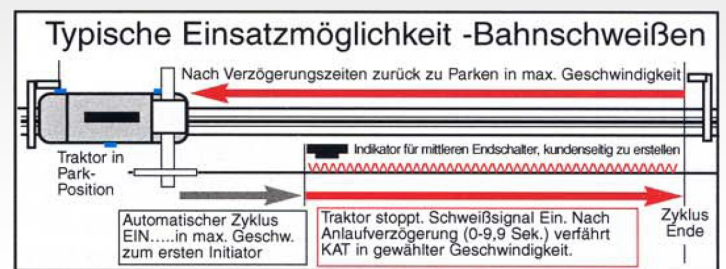 Typische Einsatzmöglichkeit -Bahnschweißen
Nach Verzögerungszeiten zurück zu Parken in max. Geschwindigkeit
Traktor in
Park-
Position
Indikator für mittleren Endschalter, kundenseitig zu erstellen
Automatischer Zyklus
EIN.....in max. Geschw.
zum ersten Initiator
Traktor stoppt. Schweißsignal Ein. Nach
Anlaufverzögerung (0-9,9 Sek.) verfährt
KAT in gewählter Geschwindigkeit.
Zyklus
Ende